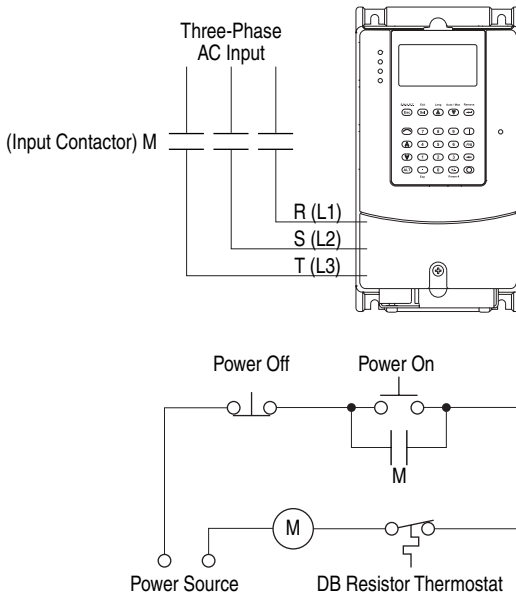 Three-Phase
AC Input
(Input Contactor) M
R (L1)
S (L2)
T (L3)
Power Off
Power On
M
M
Power Source
DB Resistor Thermostat